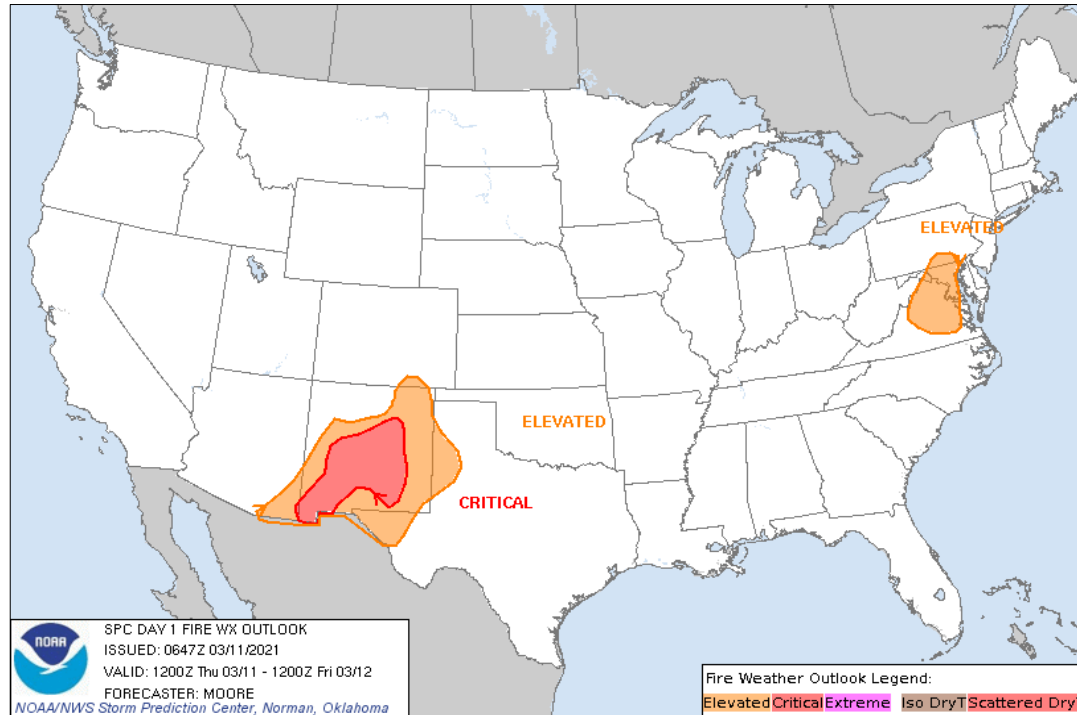 ELEVATED
ELEVATED
CRITICAL
NOAA
SPC DAY 1 FIRE WX OUTLOOK
ISSUED: 0647Z 03/11/2021
VALID: 1200Z Thu 03/11 - 1200Z Fri 03/12
FORECASTER: MOORE
NOAA/NWS Storm Prediction Center, Norman, Oklahoma
Fire Weather Outlook Legend:
Elevated Critical Extreme Iso DryT Scattered Dry